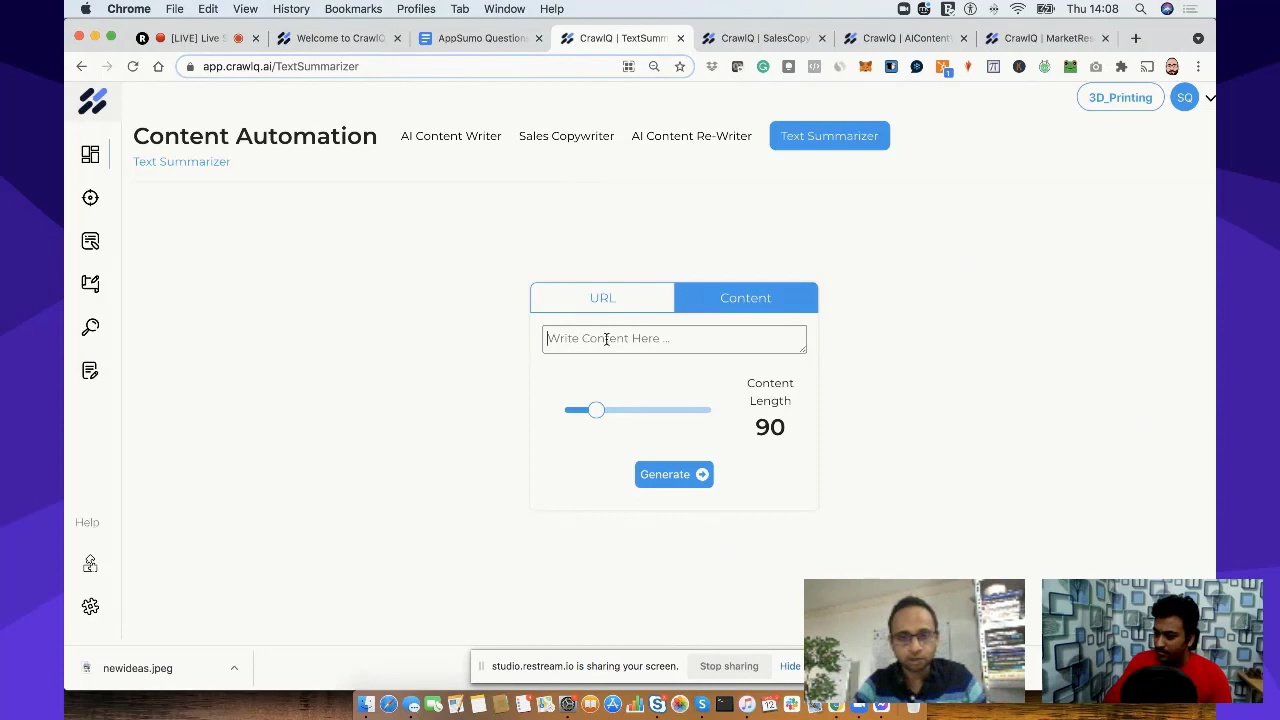 Chrome File Edit View History Bookmarks Profiles Tab Window Help Thu 14:08
[LIVE] Live S
Welcome to CrawlQ
AppSumo Question
CrawlQ | TextSumm
CrawlQ | SalesCopy
CrawlQ | AIContent
CrawlQ | MarketRes
app.crawlq.ai/TextSummarizer
1
3D_Printing SQ
Content Automation AI Content Writer Sales Copywriter AI Content Re-Writer Text Summarizer
Text Summarizer
URL Content
Write Content Here ...
Content
Length
90
Generate
Help
newideas.jpeg
studio.restream.io is sharing your screen. Stop sharing Hide